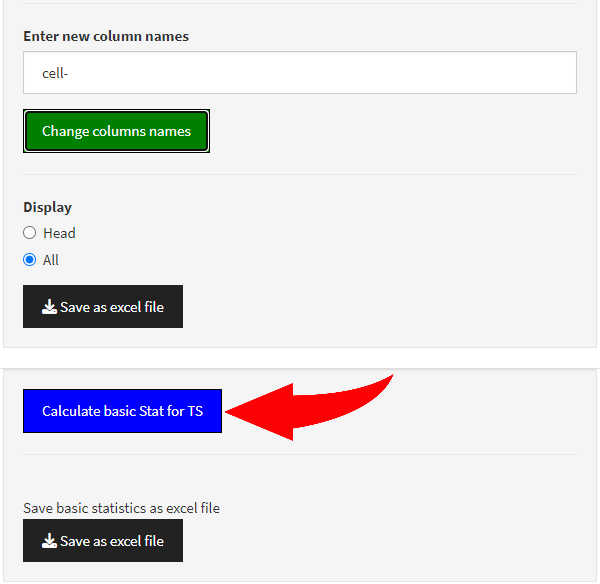 Enter new column names
cell-
Change columns names
Display
Head
All
Save as excel file
Calculate basic Stat for TS
Save basic statistics as excel file
Save as excel file